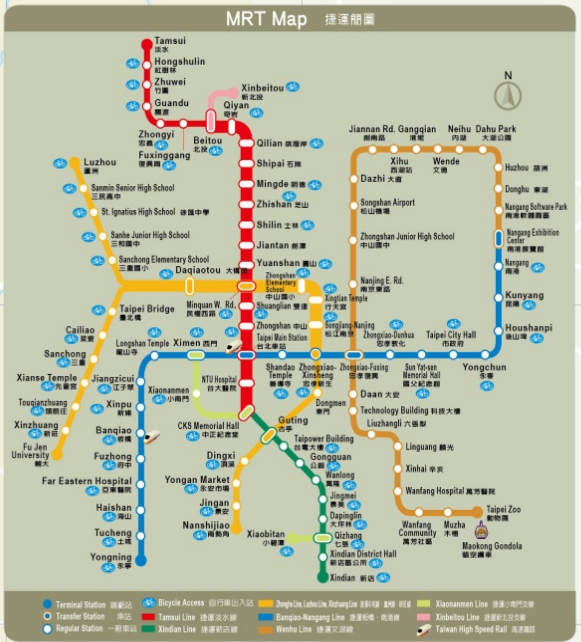 MRT Map 捷運簡圖
Tamsui
淡水
Hongshulin
紅樹林
Zhuwei
竹圍
Guandu
關渡
Zhongyi
忠義
Fuxinggang
復興崗
Beitou
北投
Xinbeitou
新北投
Qiyan
奇岩
Qilian 唭哩岸
Shipai 石牌
Mingde 明德
Zhishan 芝山
Shilin 士林
Jiantan 劍潭
Yuanshan 圓山
N
Jiannan Rd.
劍南路
Gangqian
港墘
Neihu
內湖
Dahu Park
大湖公園
Xihu
西湖站
Wende
文德
Huzhou 葫洲
Donghu 東湖
Nangang Software Park
南港軟體園區
Nangang Exhibition
Center
南港展覽館
Nangang
南港
Kunyang
昆陽
Houshanpi
後山埤
Dazhi 大直
Songshan Airport
松山機場
Zhongshan Junior High School
中山國中
Nanjing E. Rd.
南京東路
Luzhou
蘆洲
Sanmin Senior High School
三民高中
St. Ignatius High School 徐匯中學
Sanhe Junior High School
三和國中
Sanchong Elementary School
三重國小
Daqiaotou 大橋頭
Zhongshan
Elementary
School
中山國小
Minquan W. Rd.
民權西路
Xingtian Temple
行天宮
Shuanglian 雙連
Songjiang-Nanjing
松江南京
Zhongshan 中山
Taipei Bridge
臺北橋
Cailiao
菜寮
Sanchong
三重
Xianse Temple
先嗇宮
Touqianzhuang
頭前庄
Xinzhuang
新莊
Fu Jen
University
輔大
Longshan Temple
龍山寺
Ximen 西門
Taipei Main Station
台北車站
Shandao
Temple
善導寺
Zhongxiao-
Xinsheng
忠孝新生
Zhongxiao-Fuxing
忠孝復興
Zhongxiao-Dunhua
忠孝敦化
Sun Yat-sen
Memorial Hall
國父紀念館
Taipei City Hall
市政府
Yongchun
永春
Jiangzicui
江子翠
Xinpu
新埔
Banqiao
板橋
Fuzhong
府中
Far Eastern Hospital
亞東醫院
Haishan
海山
Tucheng
土城
Yongning
永寧
Xiaonanmen
小南門
NTU Hospital
台大醫院
CKS Memorial Hall
中正紀念堂
Dongmen
東門
Guting
古亭
Dingxi
頂溪
Yongan Market
永安市場
Jingan
景安
Nanshijiao
南勢角
Taipower Building
台電大樓
Gongguan
公館
Wanlong
萬隆
Jingmei
景美
Dapinglin
大坪林
Qizhang
七張
Xiaobitan
小碧潭
Xindian District Hall
新店區公所
Xindian 新店
Daan 大安
Technology Building 科技大樓
Liuzhangli 六張犁
Linguang 麟光
Xinhai 辛亥
Wanfang Hospital 萬芳醫院
Wanfang
Community
萬芳社區
Muzha
木柵
Taipei Zoo
動物園
Maokong Gondola
貓空纜車
Terminal Station 端點站
Transfer Station 轉乘站
Regular Station 一般車站
Bicycle Access 自行車出入站
Tamsui Line 捷運淡水線
Xindian Line 捷運新店線
Zhonghe Line, Luzhou Line, Xinzhuang Line
Banqiao-Nangang Line 捷運板橋、南港線
Wenhu Line 捷運文湖線
Xiaonanmen Line 捷運小南門支線
Xinbeitou Line 捷運新北投支線
Taiwan High Speed Rail 高速鐵路